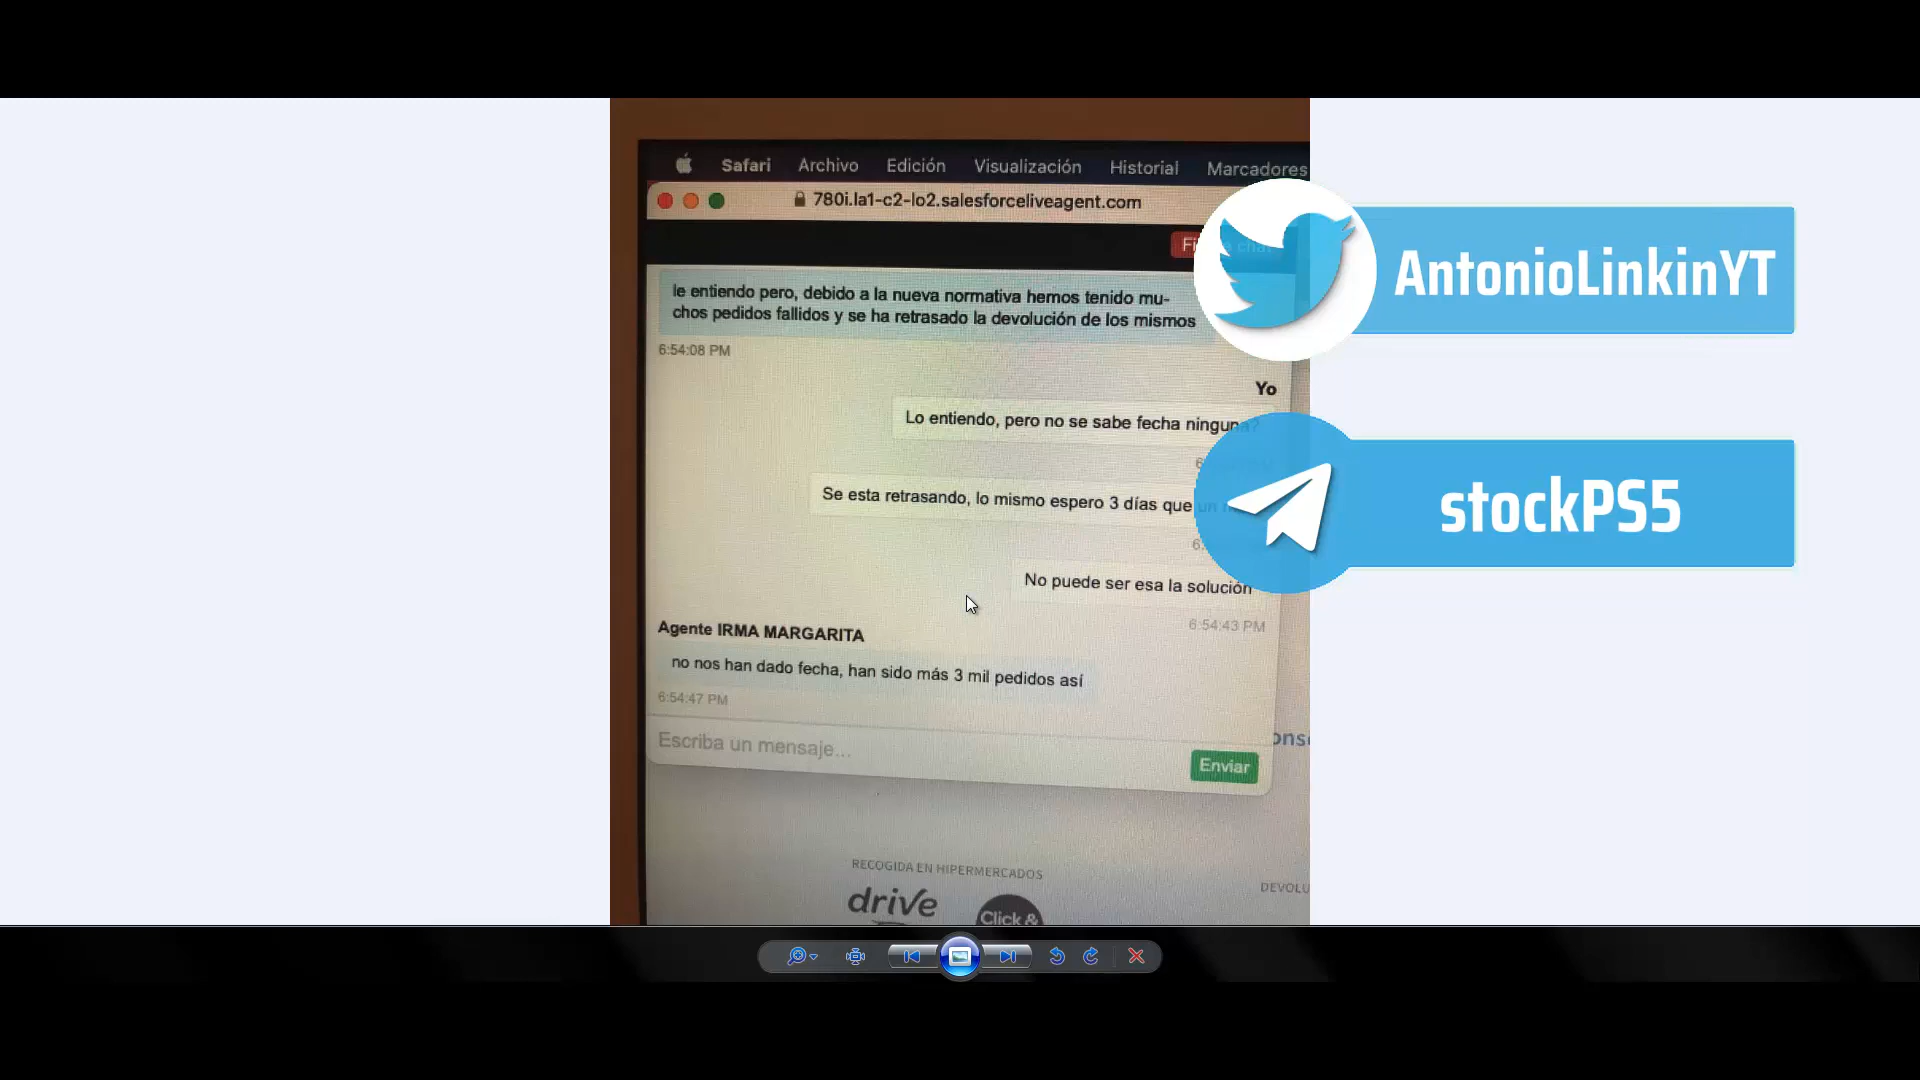 Safari Archivo Edición Visualización Historial Marcadores
780i.la1-c2-lo2.salesforceliveagent.com
AntonioLinkinYT
le entiendo pero, debido a la nueva normativa hemos tenido mu-
chos pedidos fallidos y se ha retrasado la devolución de los mismos
6:54:08 PM
Yo
Lo entiendo, pero no se sabe fecha ninguna?
Se esta retrasando, lo mismo espero 3 días que un
stockPS5
No puede ser esa la solución
6:54:43 PM
Agente IRMA MARGARITA
no nos han dado fecha, han sido más 3 mil pedidos así
6:54:47 PM
Escriba un mensaje...
Enviar
RECOGIDA EN HIPERMERCADOS
drive
Click &